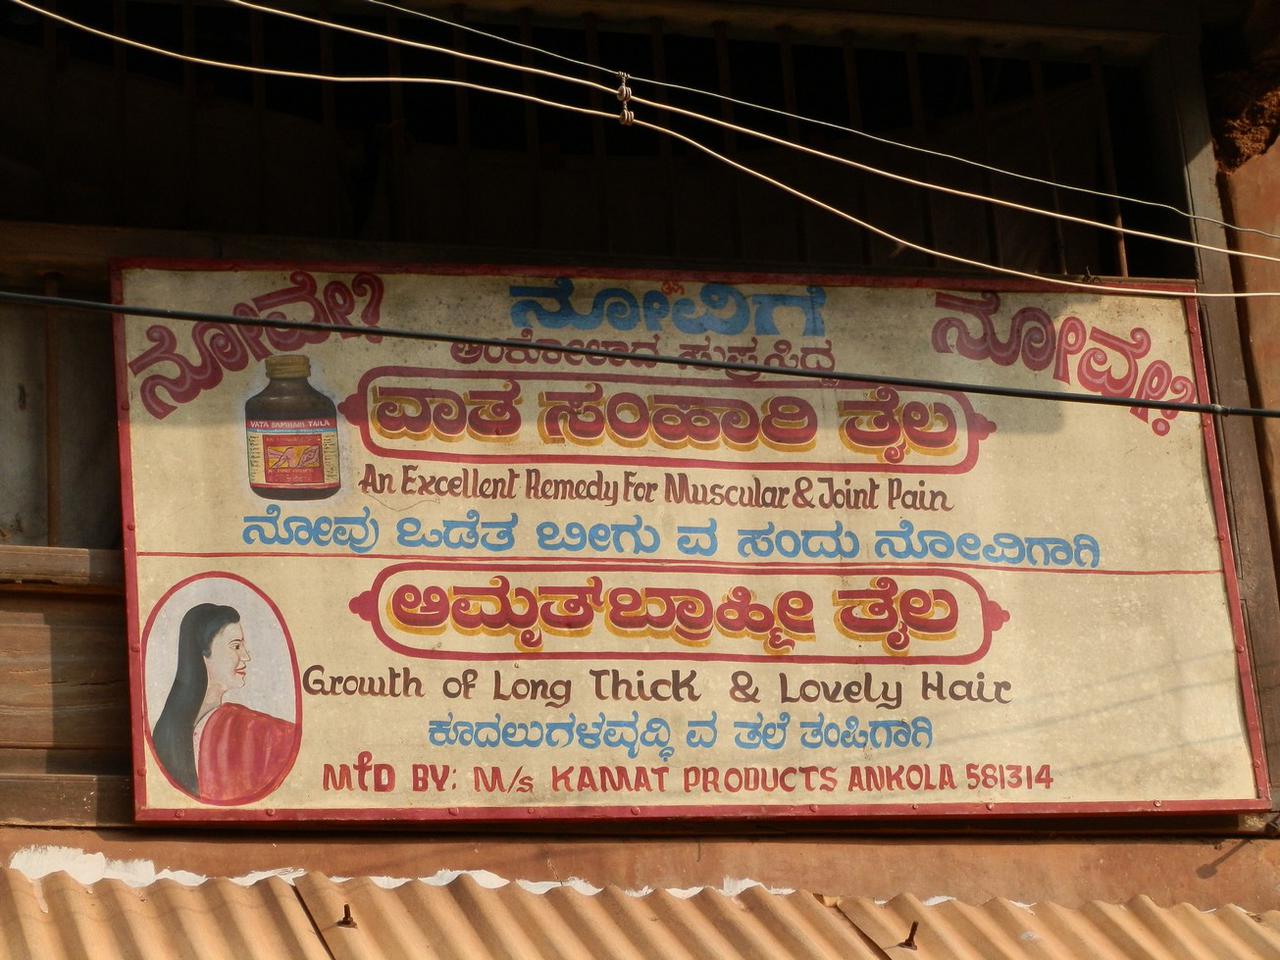 ನೋವೇ?
ನೋವಿಗೆ
ನೋವೇ?
ಅಂಕೋಲಾದ ಸುಪ್ರಸಿದ್ದ
ವಾತ ಸಂಹಾರಿ ತೈಲ
VATA SAMHARI TAILA
An Excellent Remedy For Muscular & Joint Pain
ನೋವು ಒಡೆತ ಬೀಗು ವ ಸಂದು ನೋವಿಗಾಗಿ
ಅಮೃತ್ ಬ್ರಾಹ್ಮೀ ತೈಲ
Growth of Long Thick & Lovely Hair
ಕೂದಲುಗಳವೃದ್ಧಿ ವ ತಲೆ ತಂಪಿಗಾಗಿ
MfD BY: M/s KAMAT PRODUCTS ANKOLA 581314